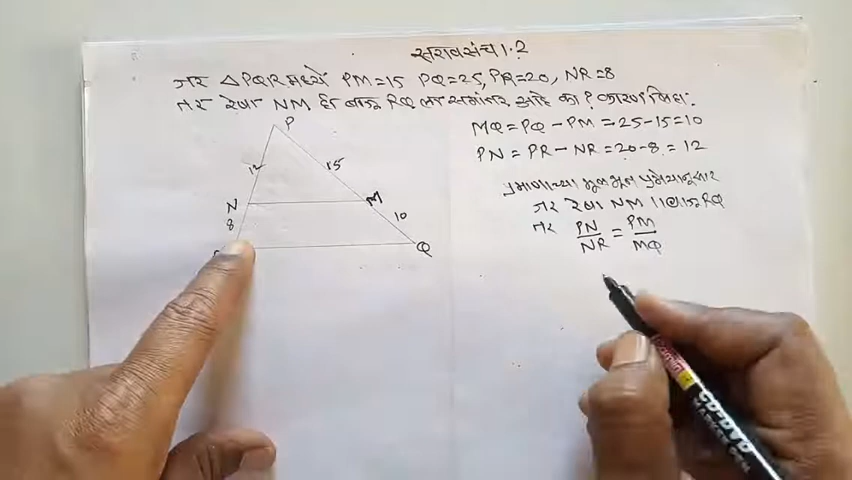 सरावसंच 1.2
जर △PQR मध्ये PM=15 PQ=25, PR=20, NR=8
तर रेषा NM ही बाजू RQ ला समांतर आहे का? कारण लिहा.
P
MQ = PQ - PM = 25-15=10
12
15
PN = PR - NR = 20-8 = 12
प्रमाणाच्या मूलभूत प्रमेयानुसार
N
M
जर रेषा NM || बाजू RQ
8
10
तर PN/NR = PM/MQ
Q